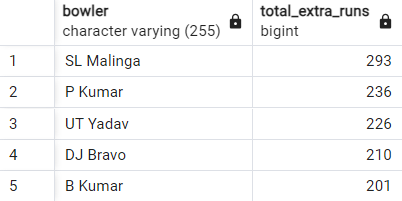 bowler total_extra_runs
character varying (255) bigint
1 SL Malinga 293
2 P Kumar 236
3 UT Yadav 226
4 DJ Bravo 210
5 B Kumar 201